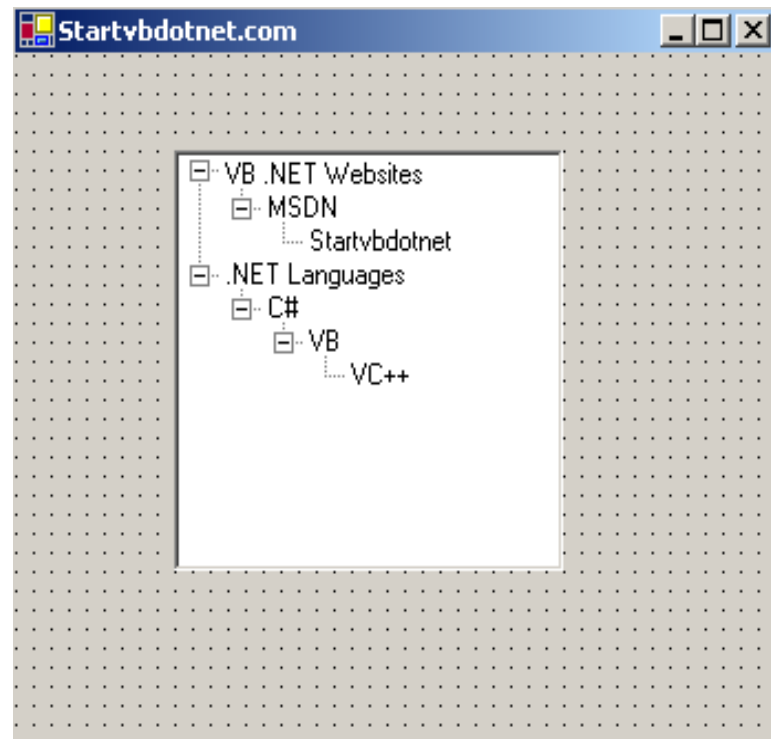 Startvbdotnet.com
VB .NET Websites
MSDN
Startvbdotnet
.NET Languages
C#
VB
VC++